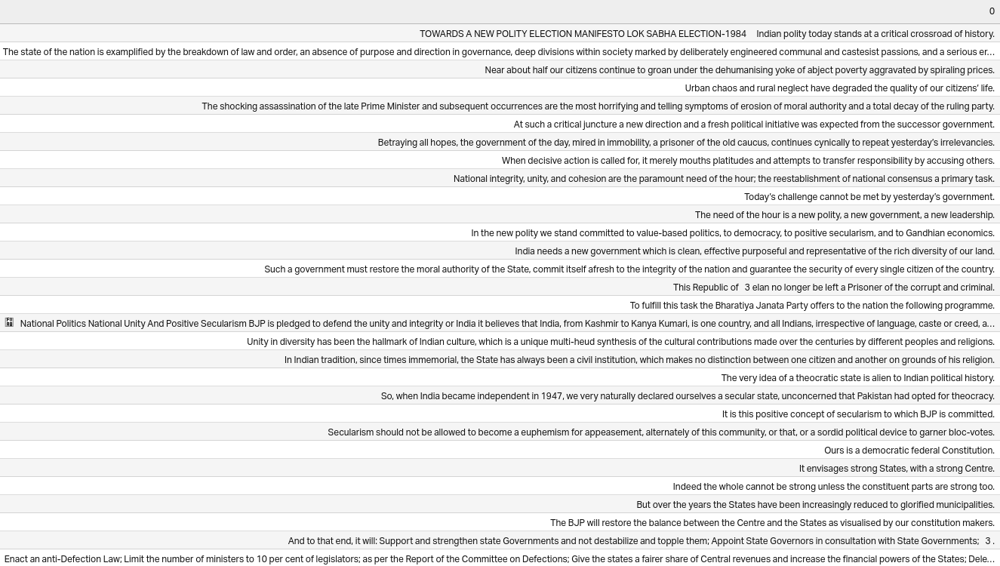 0
TOWARDS A NEW POLITY ELECTION MANIFESTO LOK SABHA ELECTION-1984 Indian polity today stands at a critical crossroad of history.
The state of the nation is examplified by the breakdown of law and order, an absence of purpose and direction in governance, deep divisions within society marked by deliberately engineered communal and castesist passions, and a serious er...
Near about half our citizens continue to groan under the dehumanising yoke of abject poverty aggravated by spiraling prices.
Urban chaos and rural neglect have degraded the quality of our citizens' life.
The shocking assassination of the late Prime Minister and subsequent occurrences are the most horrifying and telling symptoms of erosion of moral authority and a total decay of the ruling party.
At such a critical juncture a new direction and a fresh political initiative was expected from the successor government.
Betraying all hopes, the government of the day, mired in immobility, a prisoner of the old caucus, continues cynically to repeat yesterday's irrelevancies.
When decisive action is called for, it merely mouths platitudes and attempts to transfer responsibility by accusing others.
National integrity, unity, and cohesion are the paramount need of the hour; the reestablishment of national consensus a primary task.
Today's challenge cannot be met by yesterday's government.
The need of the hour is a new polity, a new government, a new leadership.
In the new polity we stand committed to value-based politics, to democracy, to positive secularism, and to Gandhian economics.
India needs a new government which is clean, effective purposeful and representative of the rich diversity of our land.
Such a government must restore the moral authority of the State, commit itself afresh to the integrity of the nation and guarantee the security of every single citizen of the country.
This Republic of 3 elan no longer be left a Prisoner of the corrupt and criminal.
To fulfill this task the Bharatiya Janata Party offers to the nation the following programme.
National Politics National Unity And Positive Secularism BJP is pledged to defend the unity and integrity or India it believes that India, from Kashmir to Kanya Kumari, is one country, and all Indians, irrespective of language, caste or creed, a...
Unity in diversity has been the hallmark of Indian culture, which is a unique multi-heud synthesis of the cultural contributions made over the centuries by different peoples and religions.
In Indian tradition, since times immemorial, the State has always been a civil institution, which makes no distinction between one citizen and another on grounds of his religion.
The very idea of a theocratic state is alien to Indian political history.
So, when India became independent in 1947, we very naturally declared ourselves a secular state, unconcerned that Pakistan had opted for theocracy.
It is this positive concept of secularism to which BJP is committed.
Secularism should not be allowed to become a euphemism for appeasement, alternately of this community, or that, or a sordid political device to garner bloc-votes.
Ours is a democratic federal Constitution.
It envisages strong States, with a strong Centre.
Indeed the whole cannot be strong unless the constituent parts are strong too.
But over the years the States have been increasingly reduced to glorified municipalities.
The BJP will restore the balance between the Centre and the States as visualised by our constitution makers.
And to that end, it will: Support and strengthen state Governments and not destabilize and topple them; Appoint State Governors in consultation with State Governments; 3 .
Enact an anti-Defection Law; Limit the number of ministers to 10 per cent of legislators; as per the Report of the Committee on Defections; Give the states a fairer share of Central revenues and increase the financial powers of the States; Dele...